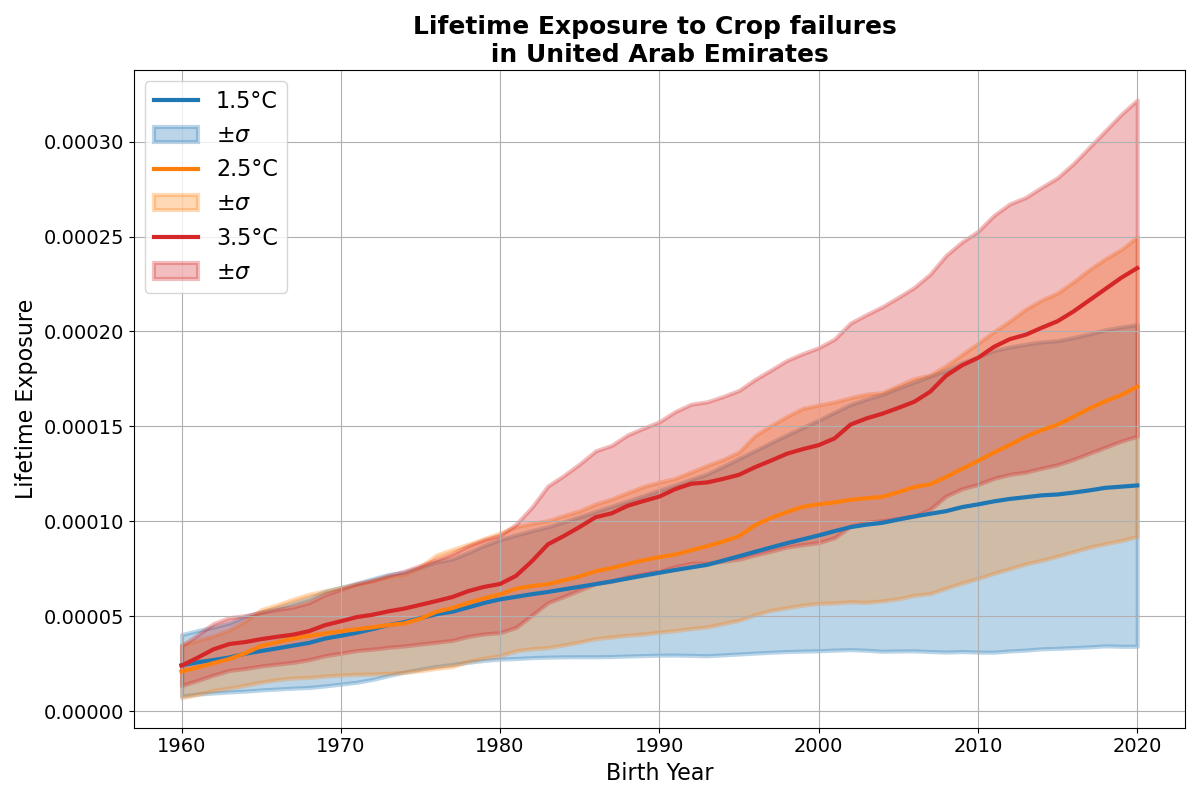 Lifetime Exposure to Crop failures
in United Arab Emirates
1.5°C
±σ
2.5°C
±σ
3.5°C
±σ
0.00030
0.00025
0.00020
0.00015
0.00010
0.00005
0.00000
Lifetime Exposure
1960 1970 1980 1990 2000 2010 2020
Birth Year